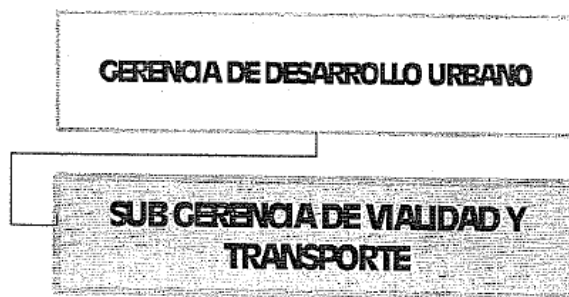 GERENCIA DE DESARROLLO URBANO
SUB GERENCIA DE VIALIDAD Y
TRANSPORTE